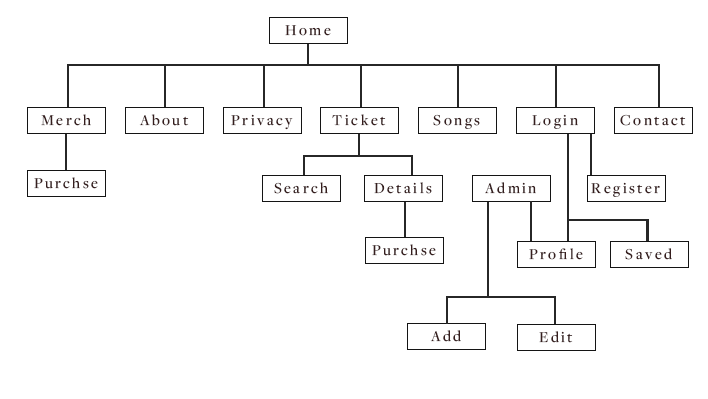 Home
Merch
About
Privacy
Ticket
Songs
Login
Contact
Purchse
Search
Details
Admin
Register
Purchse
Profile
Saved
Add
Edit